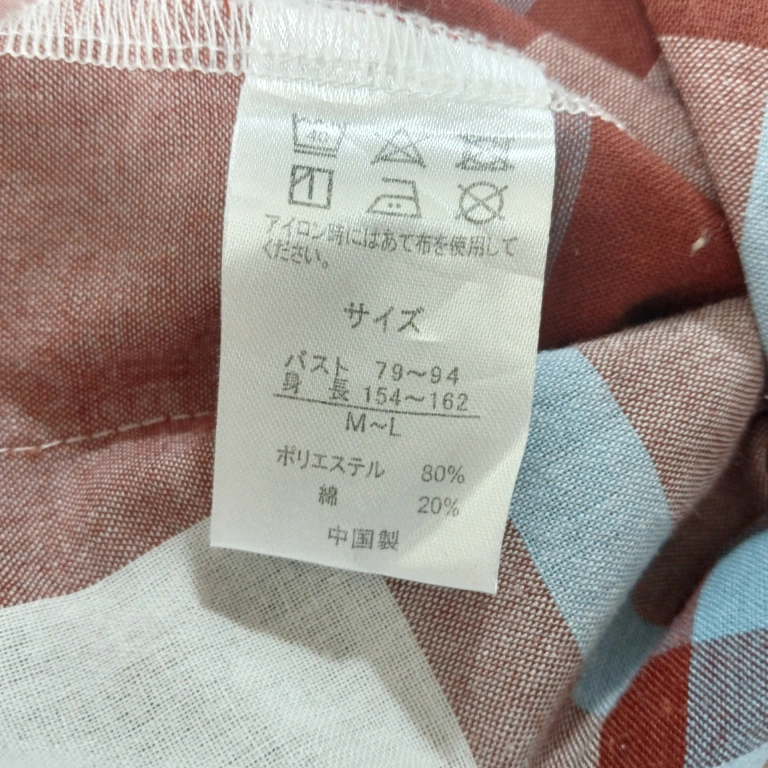 40
アイロン時にはあて布を使用して
ください。
サイズ
バスト 79～94
身長 154～162
M～L
ポリエステル 80%
綿 20%
中国製